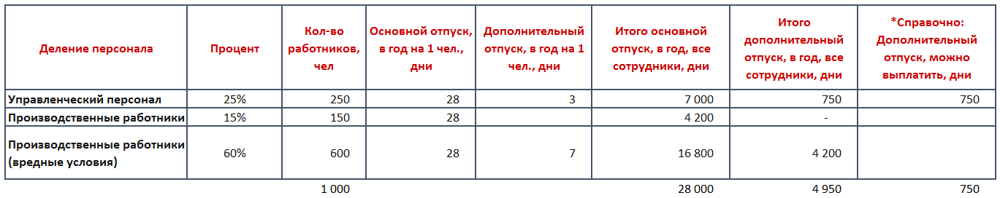 Деление персонала
Процент
Кол-во
работников,
чел
Основной отпуск,
в год на 1 чел.,
дни
Дополнительный
отпуск, в год на 1
чел., дни
Итого основной
отпуск, в год, все
сотрудники, дни
Итого
дополнительный
отпуск, в год, все
сотрудники, дни
*Справочно:
Дополнительный
отпуск, можно
выплатить, дни
Управленческий персонал 25% 250 28 3 7 000 750 750
Производственные работники 15% 150 28 4 200 -
Производственные работники
(вредные условия)
60% 600 28 7 16 800 4 200
1 000 28 000 4 950 750